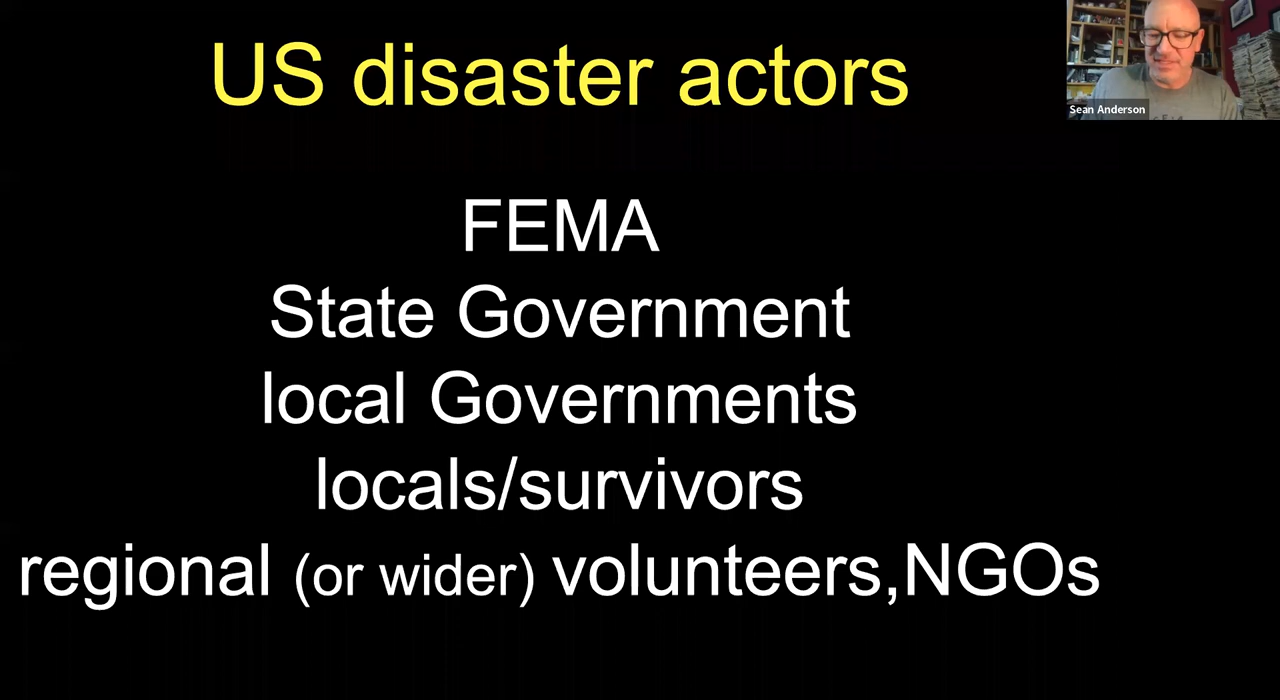 US disaster actors
Sean Anderson
FEMA
State Government
local Governments
locals/survivors
regional (or wider) volunteers,NGOs